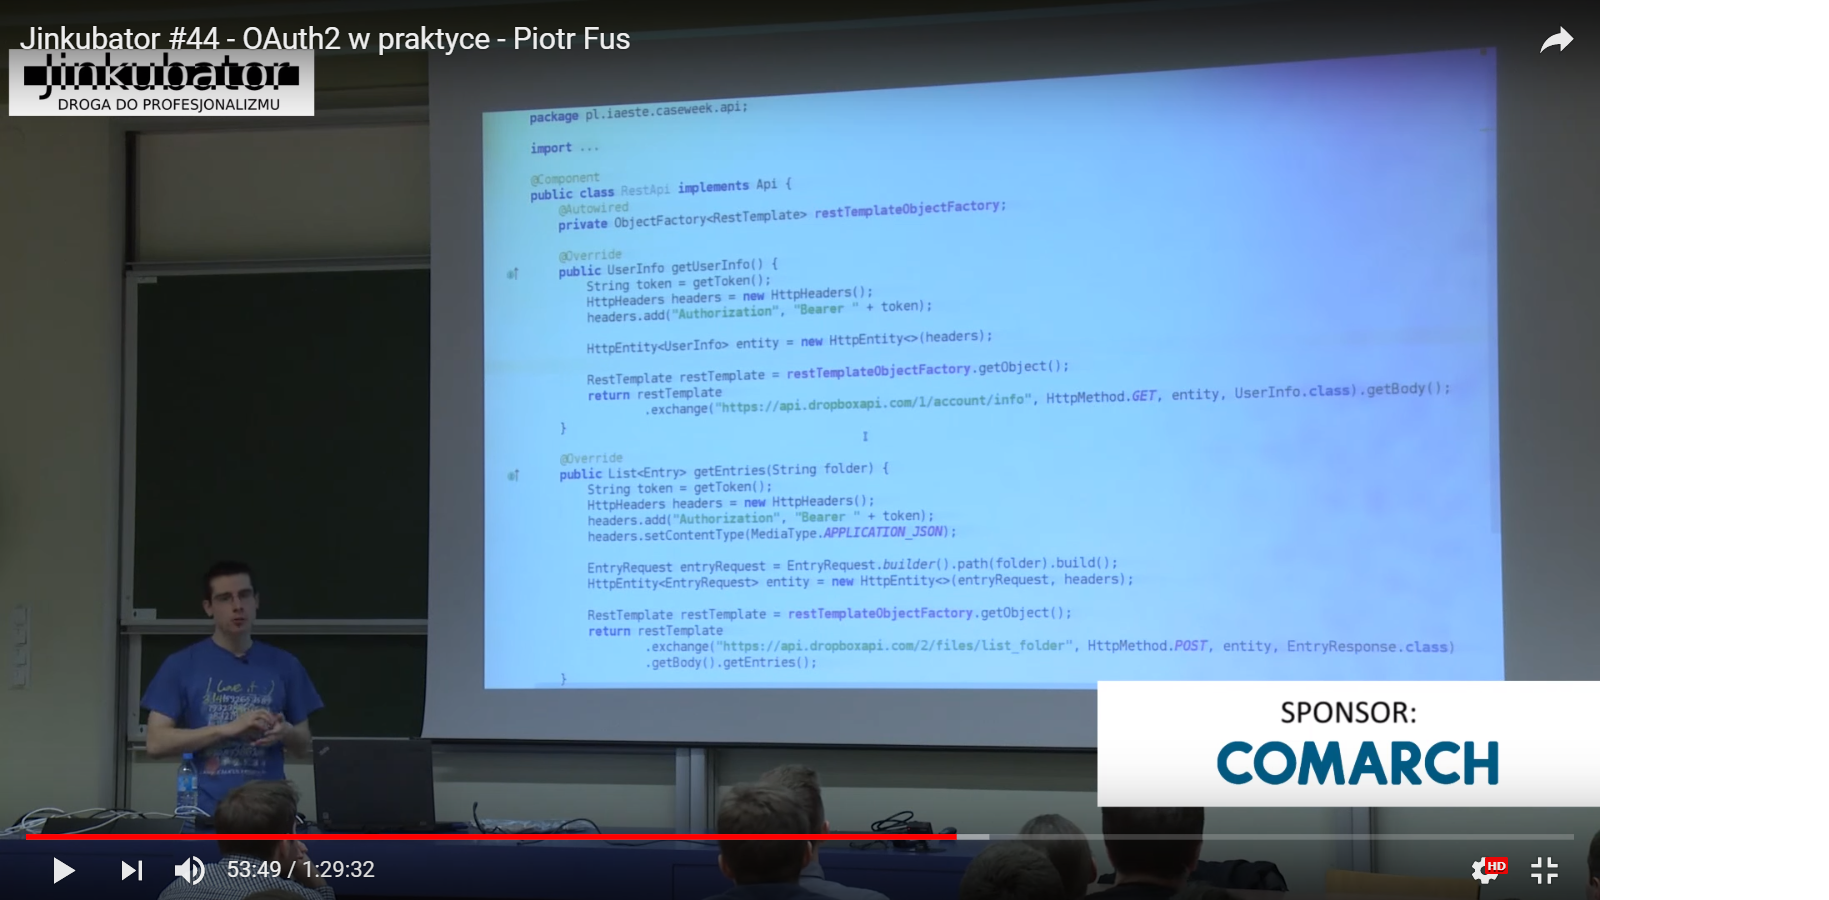 Jinkubator #44 - OAuth2 w praktyce - Piotr Fus
Jinkubator
DROGA DO PROFESJONALIZMU
package pl.iaeste.caseweek.api;
import ...
@Component
public class RestApi implements Api {
@Autowired
private ObjectFactory<RestTemplate> restTemplateObjectFactory;
@Override
public UserInfo getUserInfo() {
String token = getToken();
HttpHeaders headers = new HttpHeaders();
headers.add("Authorization", "Bearer " + token);
HttpEntity<UserInfo> entity = new HttpEntity<>(headers);
RestTemplate restTemplate = restTemplateObjectFactory.getObject();
return restTemplate
.exchange("https://api.dropboxapi.com/1/account/info", HttpMethod.GET, entity, UserInfo.class).getBody();
}
@Override
public List<Entry> getEntries(String folder) {
String token = getToken();
HttpHeaders headers = new HttpHeaders();
headers.add("Authorization", "Bearer " + token);
headers.setContentType(MediaType.APPLICATION_JSON);
EntryRequest entryRequest = EntryRequest.builder().path(folder).build();
HttpEntity<EntryRequest> entity = new HttpEntity<>(entryRequest, headers);
RestTemplate restTemplate = restTemplateObjectFactory.getObject();
return restTemplate
.exchange("https://api.dropboxapi.com/2/files/list_folder", HttpMethod.POST, entity, EntryResponse.class)
.getBody().getEntries();
}
I love it :)
SPONSOR:
COMARCH
53:49 / 1:29:32
HD